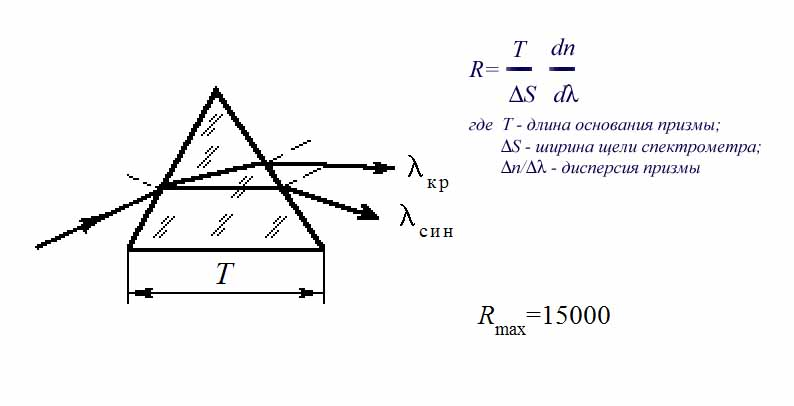 R= T/ΔS dn/dλ
где T - длина основания призмы;
ΔS - ширина щели спектрометра;
Δn/Δλ - дисперсия призмы
λкр
λсин
T
Rmax=15000